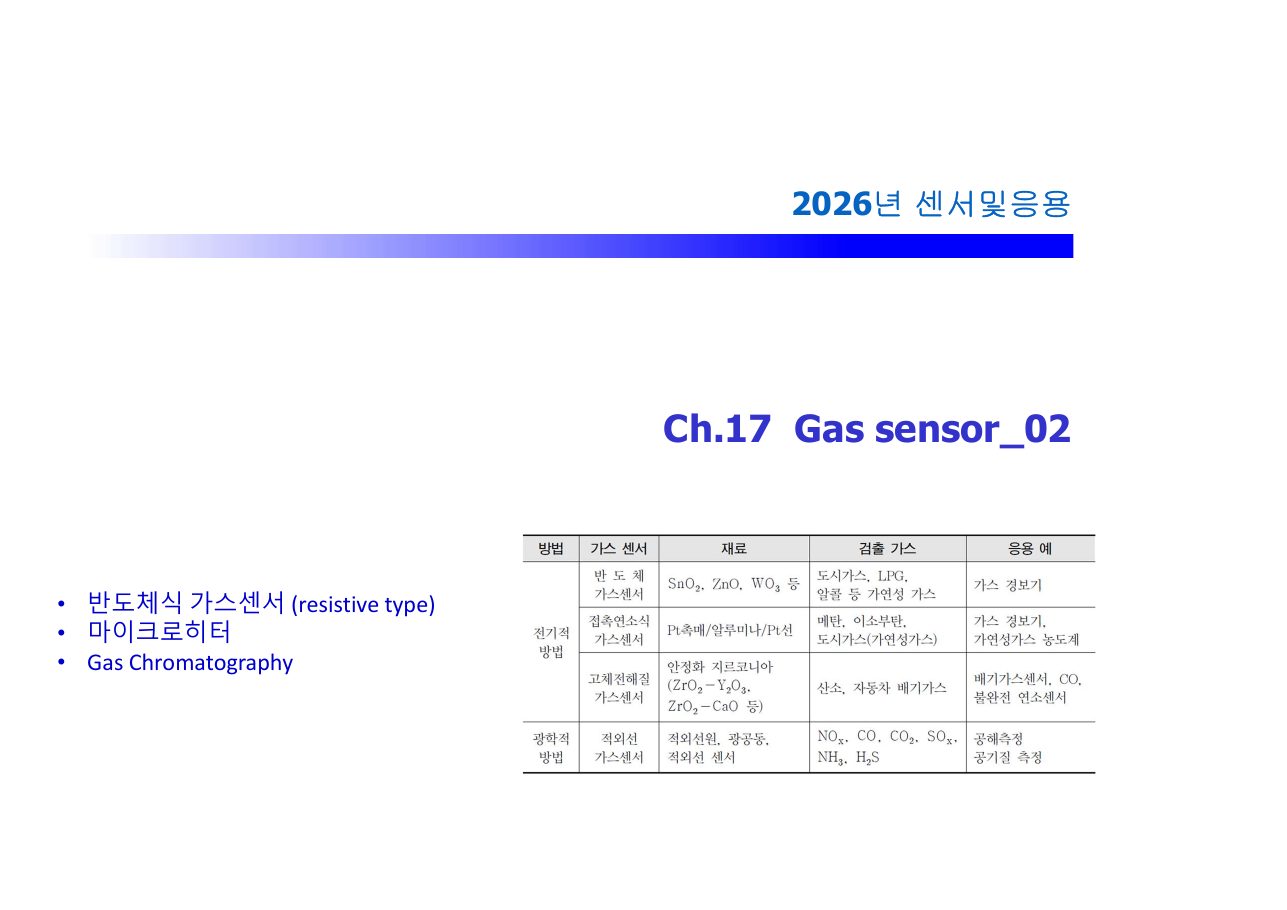 2026년 센서및응용
Ch.17 Gas sensor_02
• 반도체식 가스센서 (resistive type)
• 마이크로히터
• Gas Chromatography
방법 가스 센서 재료 검출 가스 응용 예
전기적 방법
반 도 체 가스센서
SnO₂, ZnO, WO₃ 등
도시가스, LPG,
알콜 등 가연성 가스
가스 경보기
접촉연소식 가스센서
Pt촉매/알루미나/Pt선
메탄, 이소부탄,
도시가스(가연성가스)
가스 경보기,
가연성가스 농도계
고체전해질 가스센서
안정화 지르코니아
(ZrO₂−Y₂O₃,
ZrO₂−CaO 등)
산소, 자동차 배기가스
배기가스센서, CO,
불완전 연소센서
광학적 방법
적외선 가스센서
적외선원, 광공동,
적외선 센서
NOₓ, CO, CO₂, SOₓ,
NH₃, H₂S
공해측정
공기질 측정